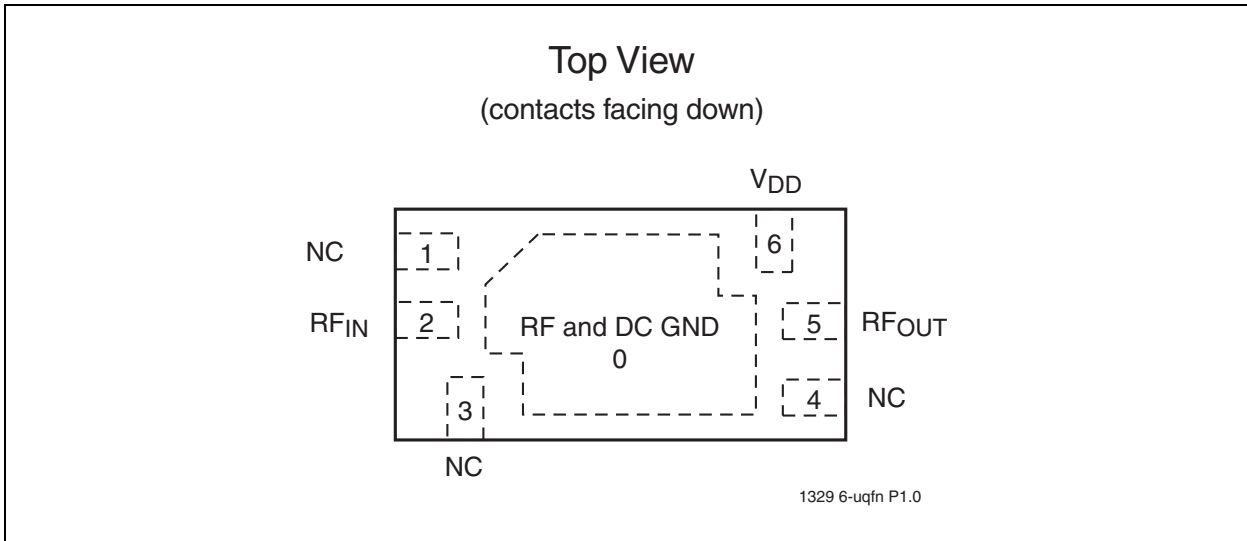 Top View
(contacts facing down)
VDD
NC
1
6
RFIN
2
RF and DC GND
0
5
RFOUT
3
4
NC
NC
1329 6-uqfn P1.0